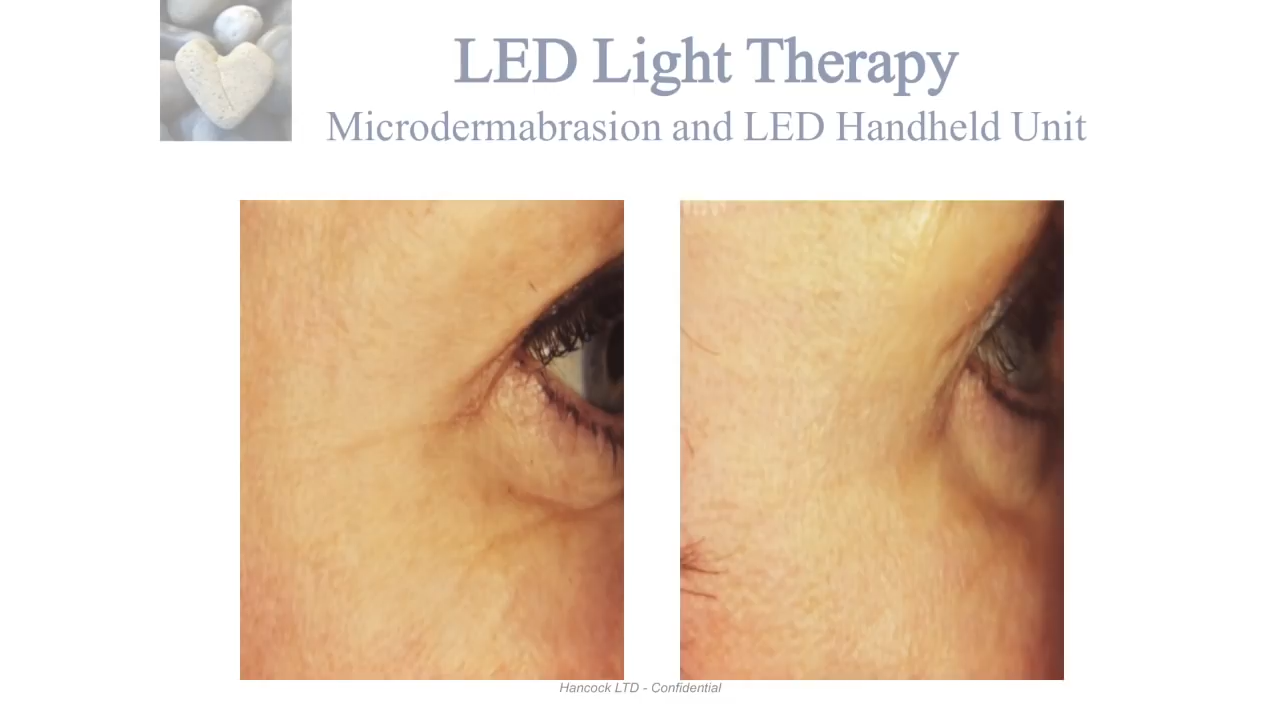 LED Light Therapy
Microdermabrasion and LED Handheld Unit
Hancock LTD - Confidential